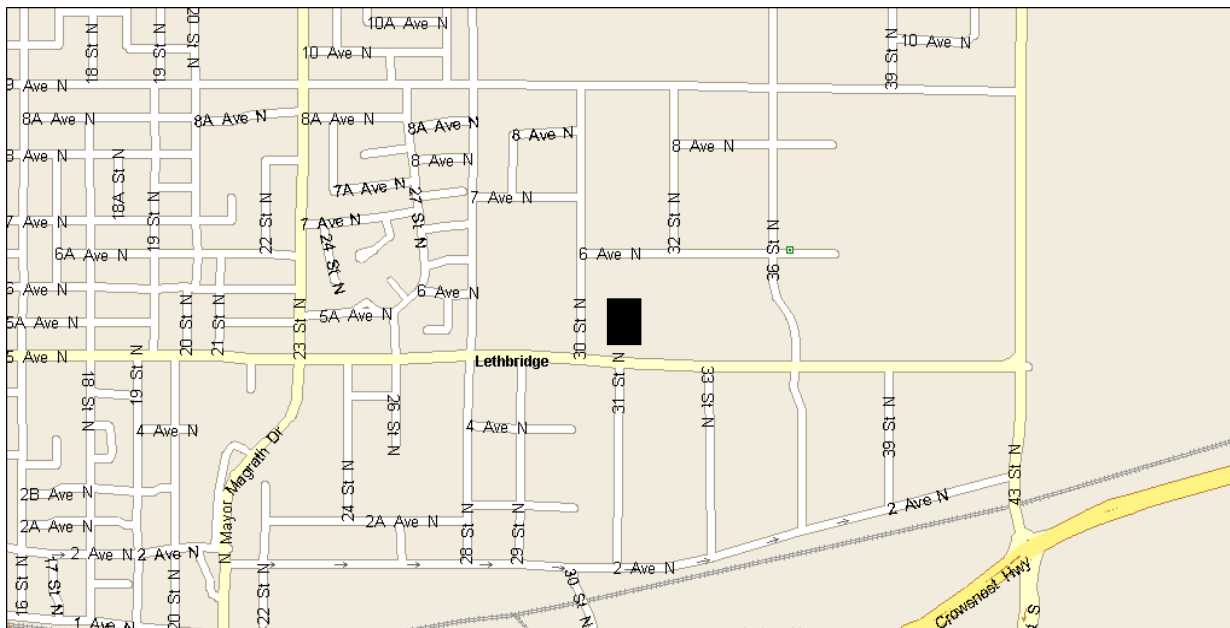 20 St N
10A Ave N
18 St N
19 St N
10 Ave N
39 St N
10 Ave N
9 Ave N
8A Ave N
8A Ave N
8A Ave N
8A Ave N
8 Ave N
8 Ave N
8 Ave N
8 Ave N
18A St N
7A Ave N
7 Ave N
27 St N
19 St N
22 St N
7 Ave N
7 Ave N
32 St N
6A Ave N
24 St N
6 Ave N
36 St N
6 Ave N
6 Ave N
5A Ave N
20 St N
21 St N
23 St N
5A Ave N
30 St N
5 Ave N
Lethbridge
18 St N
19 St N
26 St N
31 St N
33 St N
4 Ave N
4 Ave N
39 St N
N Mayor Magrath Dr
24 St N
43 St N
2B Ave N
2 Ave N
2A Ave N
2A Ave N
28 St N
29 St N
2 Ave N
2 Ave N
2 Ave N
16 St N
17 St N
20 St N
22 St N
30 St N
Crowsnest Hwy
1 Ave N
St S